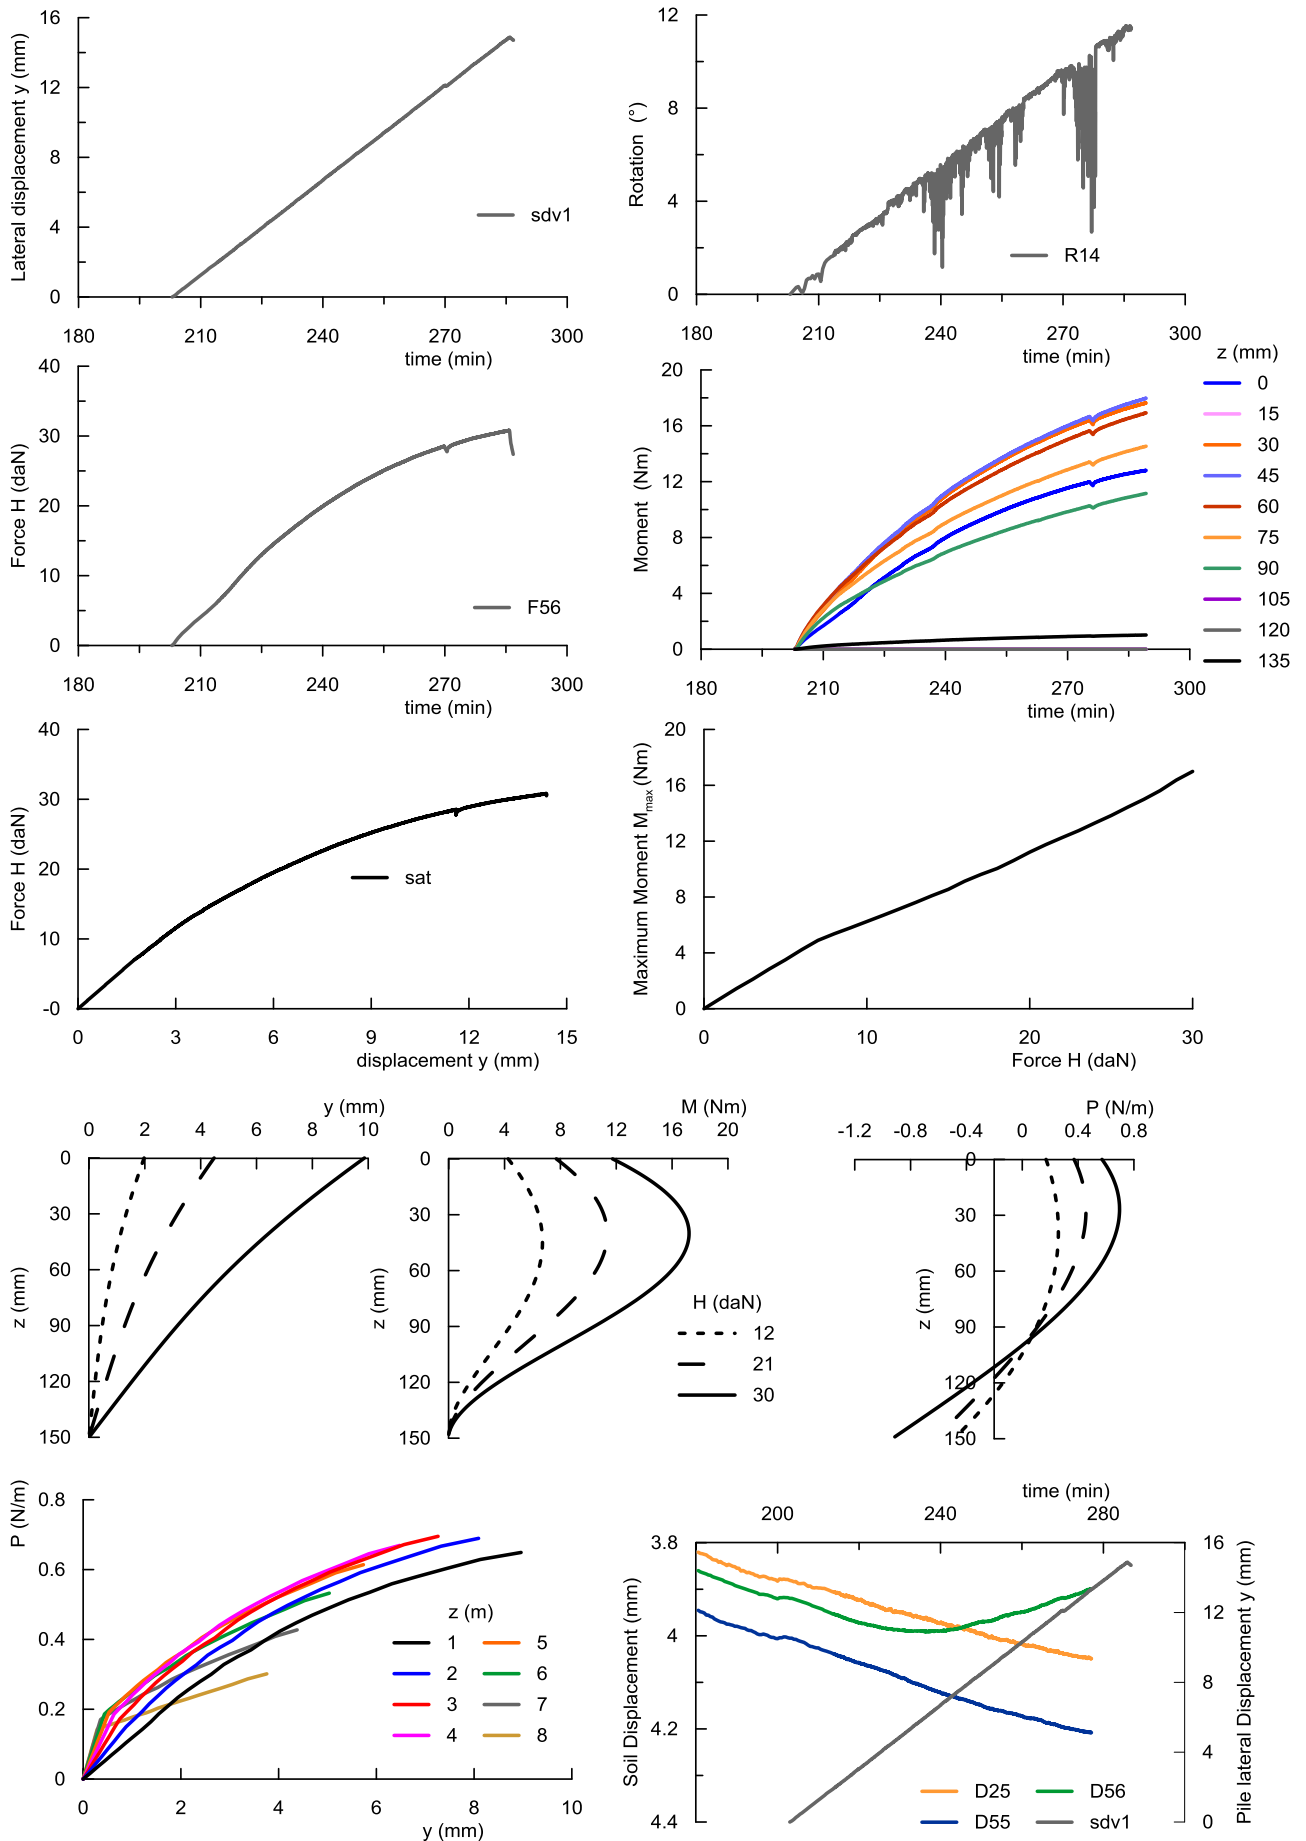 16
12
8
4
0
Lateral displacement y (mm)
sdv1
180 210 240 270 300
time (min)
12
8
4
0
Rotation (°)
R14
180 210 240 270 300
time (min)
40
30
20
10
0
Force H (daN)
F56
180 210 240 270 300
time (min)
20
16
12
8
4
0
Moment (Nm)
180 210 240 270 300
time (min)
z (mm)
0
15
30
45
60
75
90
105
120
135
40
30
20
10
-0
Force H (daN)
sat
0 3 6 9 12 15
displacement y (mm)
20
16
12
8
4
0
Maximum Moment Mmax (Nm)
0 10 20 30
Force H (daN)
y (mm)
0 2 4 6 8 10
0
30
60
90
120
150
z (mm)
M (Nm)
0 4 8 12 16 20
0
30
60
90
120
150
z (mm)
H (daN)
12
21
30
P (N/m)
-1.2 -0.8 -0.4 0 0.4 0.8
0
30
60
90
120
150
z (mm)
0.8
0.6
0.4
0.2
0
P (N/m)
z (m)
1 5
2 6
3 7
4 8
0 2 4 6 8 10
y (mm)
time (min)
200 240 280
3.8
4
4.2
4.4
Soil Displacement (mm)
16
12
8
4
0
Pile lateral Displacement y (mm)
D25 D56
D55 sdv1